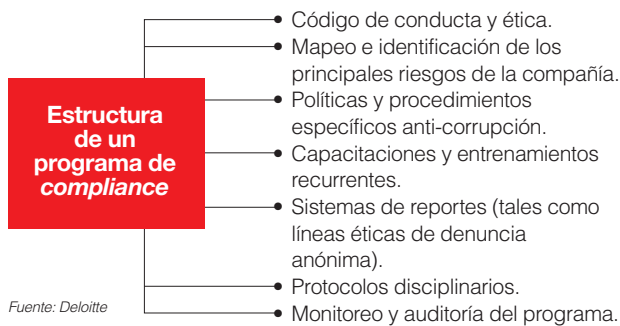 Estructura
de un
programa de
compliance
• Código de conducta y ética.
• Mapeo e identificación de los
principales riesgos de la compañía.
• Políticas y procedimientos
específicos anti-corrupción.
• Capacitaciones y entrenamientos
recurrentes.
• Sistemas de reportes (tales como
líneas éticas de denuncia
anónima).
• Protocolos disciplinarios.
• Monitoreo y auditoría del programa.
Fuente: Deloitte